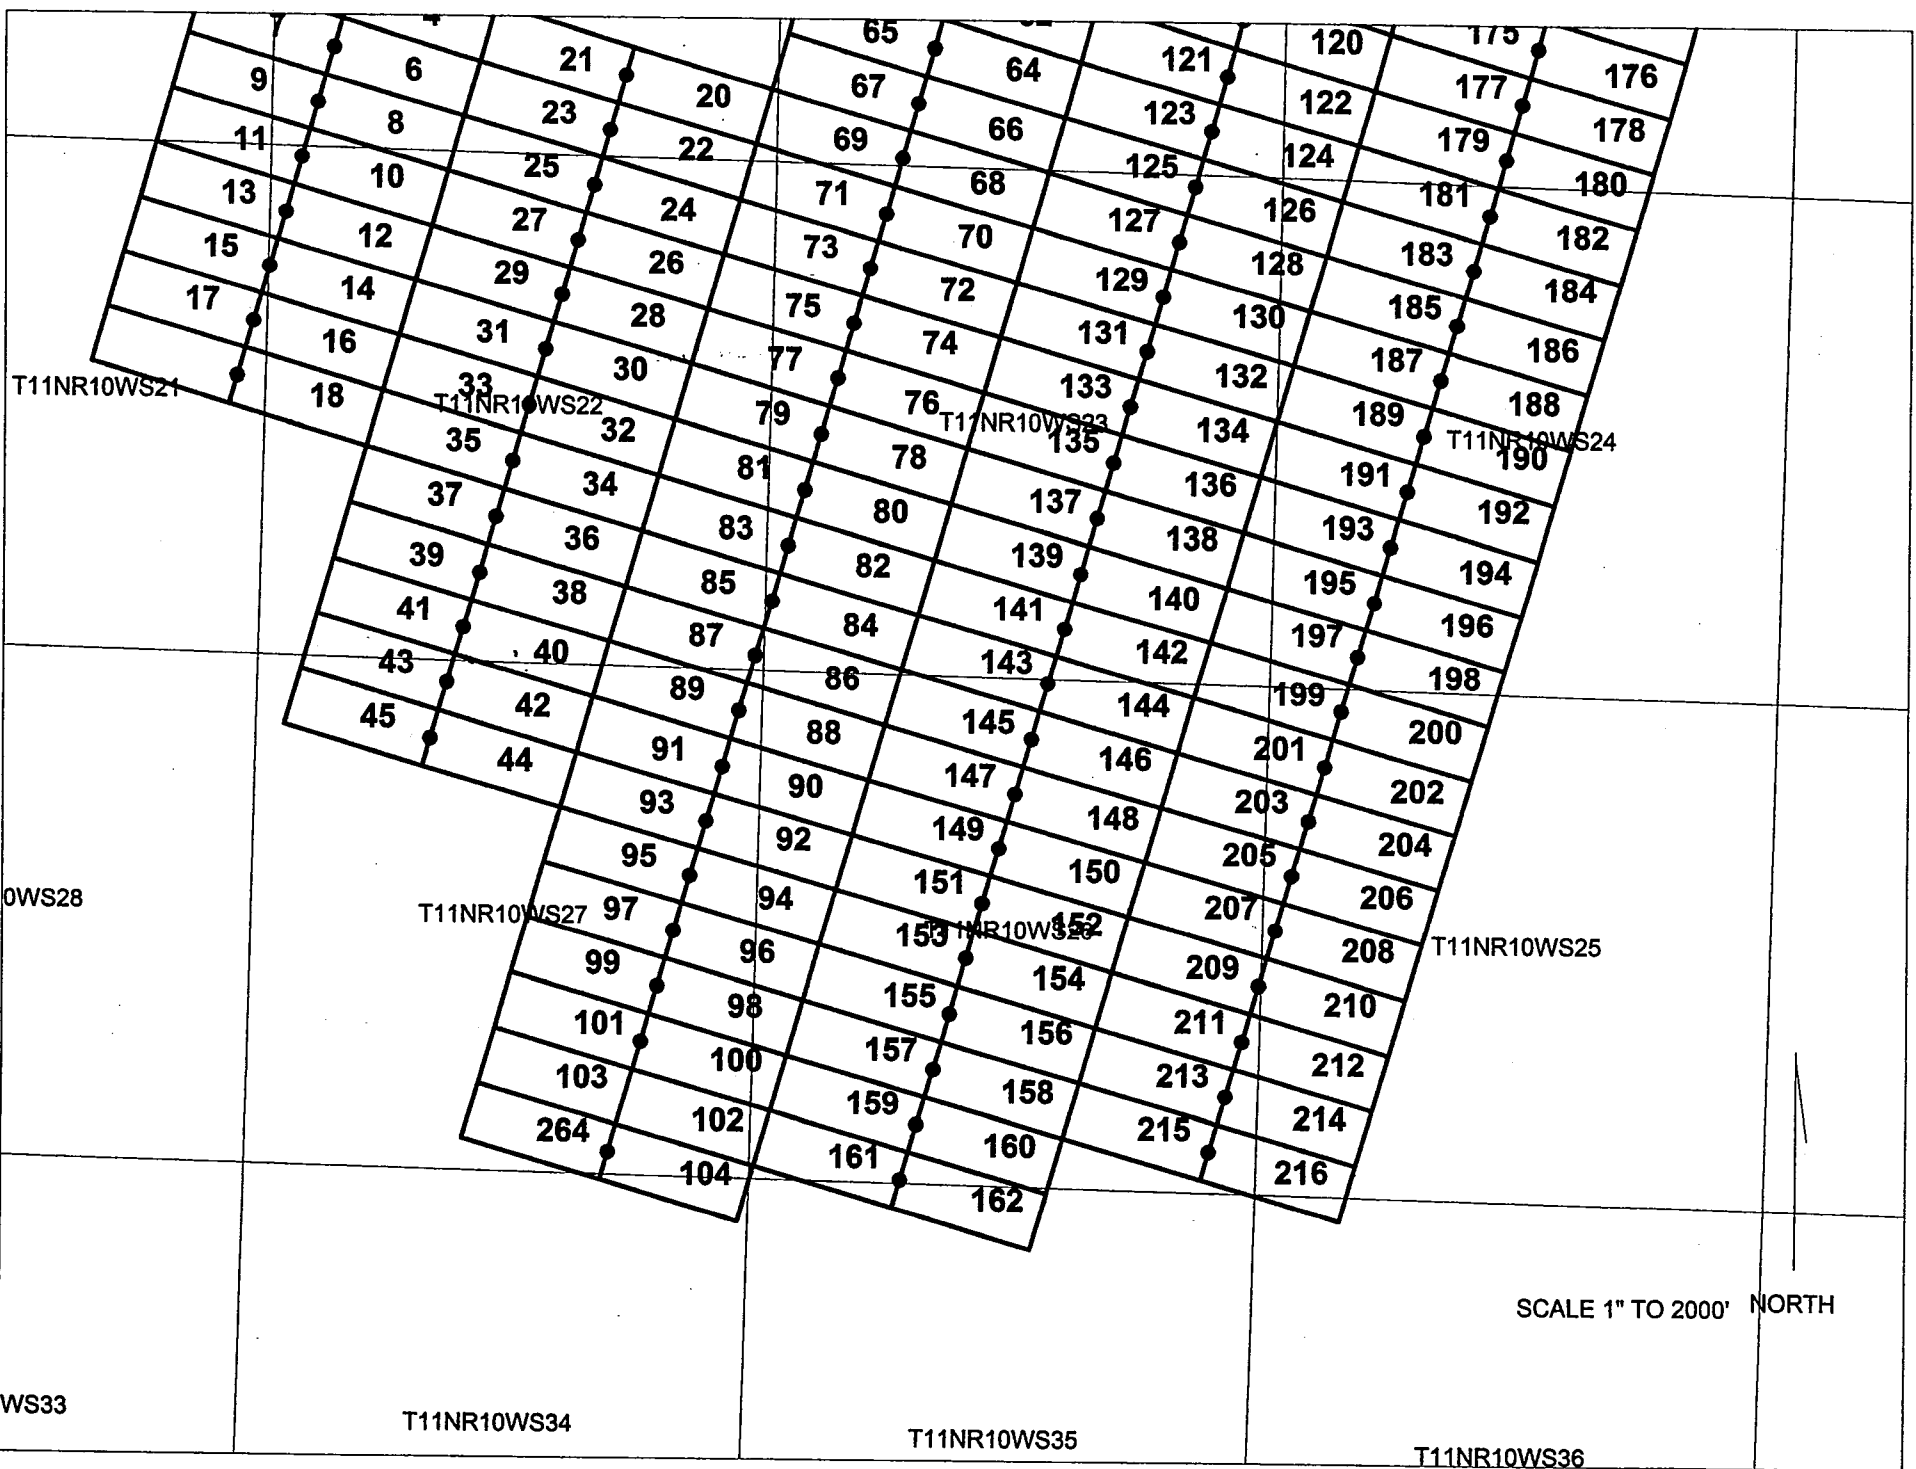 7 4 65 62 120 175
9 6 21 20 67 64 121 122 177 176
11 8 23 22 69 66 123 124 179 178
13 10 25 24 71 68 125 126 181 180
15 12 27 26 73 70 127 128 183 182
17 14 29 28 75 72 129 130 185 184
16 31 30 77 74 131 132 187 186
T11NR10WS21 18 33 T11NR10WS22 32 79 76 T11NR10WS23 133 134 189 188 T11NR10WS24
35 34 81 78 135 136 191 190
37 36 83 80 137 138 193 192
39 38 85 82 139 140 195 194
41 40 87 84 141 142 197 196
43 42 89 86 143 144 199 198
45 44 91 88 145 146 201 200
93 90 147 148 203 202
95 92 149 150 205 204
0WS28 T11NR10WS27 97 94 151 152 T11NR10WS26 207 206 T11NR10WS25
99 96 153 154 209 208
101 98 155 156 211 210
103 100 157 158 213 212
264 102 159 160 215 214
104 161 162 216
SCALE 1" TO 2000' NORTH
WS33 T11NR10WS34 T11NR10WS35 T11NR10WS36